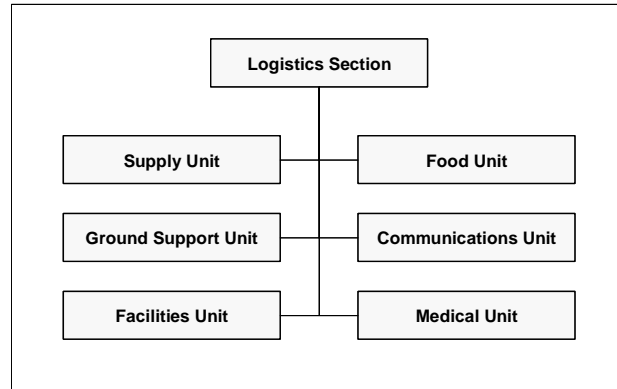 Logistics Section
Supply Unit
Food Unit
Ground Support Unit
Communications Unit
Facilities Unit
Medical Unit